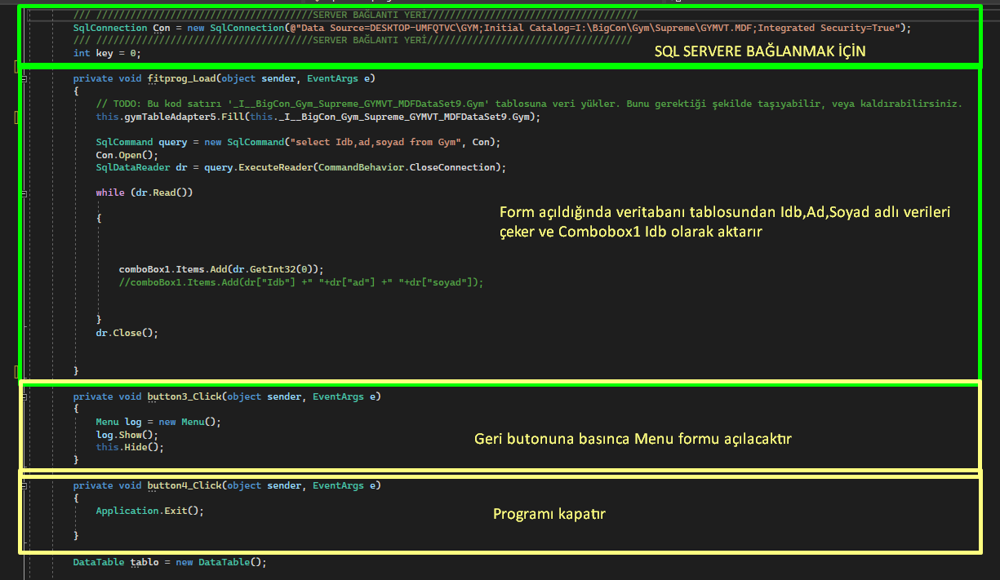 /// //////////////////////////////////////SERVER BAĞLANTI YERİ/////////////////////////////////////
SqlConnection Con = new SqlConnection(@"Data Source=DESKTOP-UMFQTVC\GYM;Initial Catalog=I:\BigCon\Gym\Supreme\GYMVT.MDF;Integrated Security=True");
/// //////////////////////////////////////SERVER BAĞLANTI YERİ////////////////////////////////////
int key = 0;
SQL SERVERE BAĞLANMAK İÇİN
private void fitprog_Load(object sender, EventArgs e)
{
// TODO: Bu kod satırı '_I__BigCon_Gym_Supreme_GYMVT_MDFDataSet9.Gym' tablosuna veri yükler. Bunu gerektiği şekilde taşıyabilir, veya kaldırabilirsiniz.
this.gymTableAdapter5.Fill(this._I__BigCon_Gym_Supreme_GYMVT_MDFDataSet9.Gym);
SqlCommand query = new SqlCommand("select Idb,ad,soyad from Gym", Con);
Con.Open();
SqlDataReader dr = query.ExecuteReader(CommandBehavior.CloseConnection);
while (dr.Read())
{
Form açıldığında veritabanı tablosundan Idb,Ad,Soyad adlı verileri
çeker ve Combobox1 Idb olarak aktarır
comboBox1.Items.Add(dr.GetInt32(0));
//comboBox1.Items.Add(dr["Idb"] +" "+dr["ad"] +" "+dr["soyad"]);
}
dr.Close();
}
private void button3_Click(object sender, EventArgs e)
{
Menu log = new Menu();
log.Show();
this.Hide();
}
Geri butonuna basınca Menu formu açılacaktır
private void button4_Click(object sender, EventArgs e)
{
Application.Exit();
}
Programı kapatır
DataTable tablo = new DataTable();